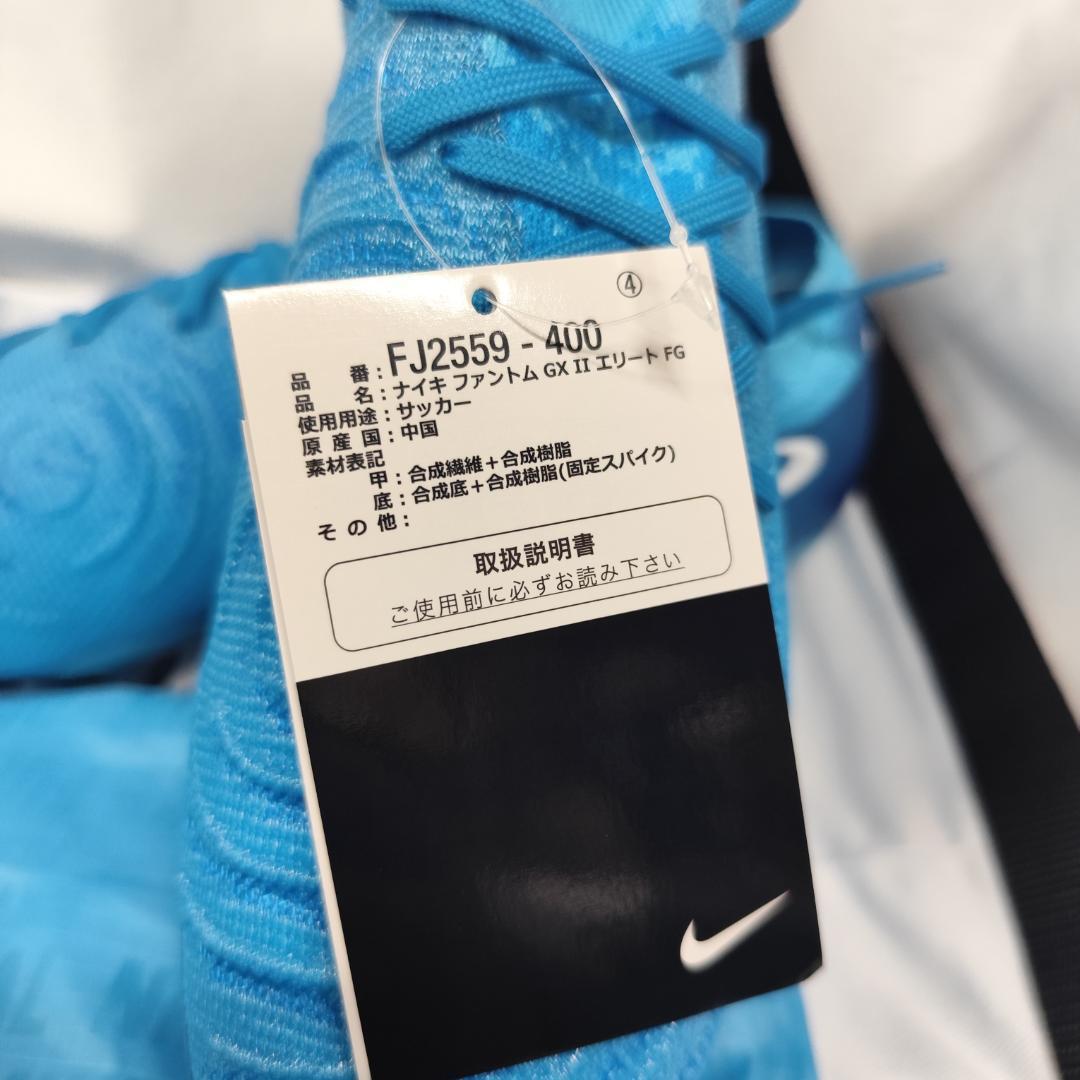 ④
品番：FJ2559 - 400
品名：ナイキ ファントム GX II エリート FG
使用用途：サッカー
原産国：中国
素材表記
甲：合成繊維＋合成樹脂
底：合成底＋合成樹脂(固定スパイク)
その他：
取扱説明書
ご使用前に必ずお読み下さい